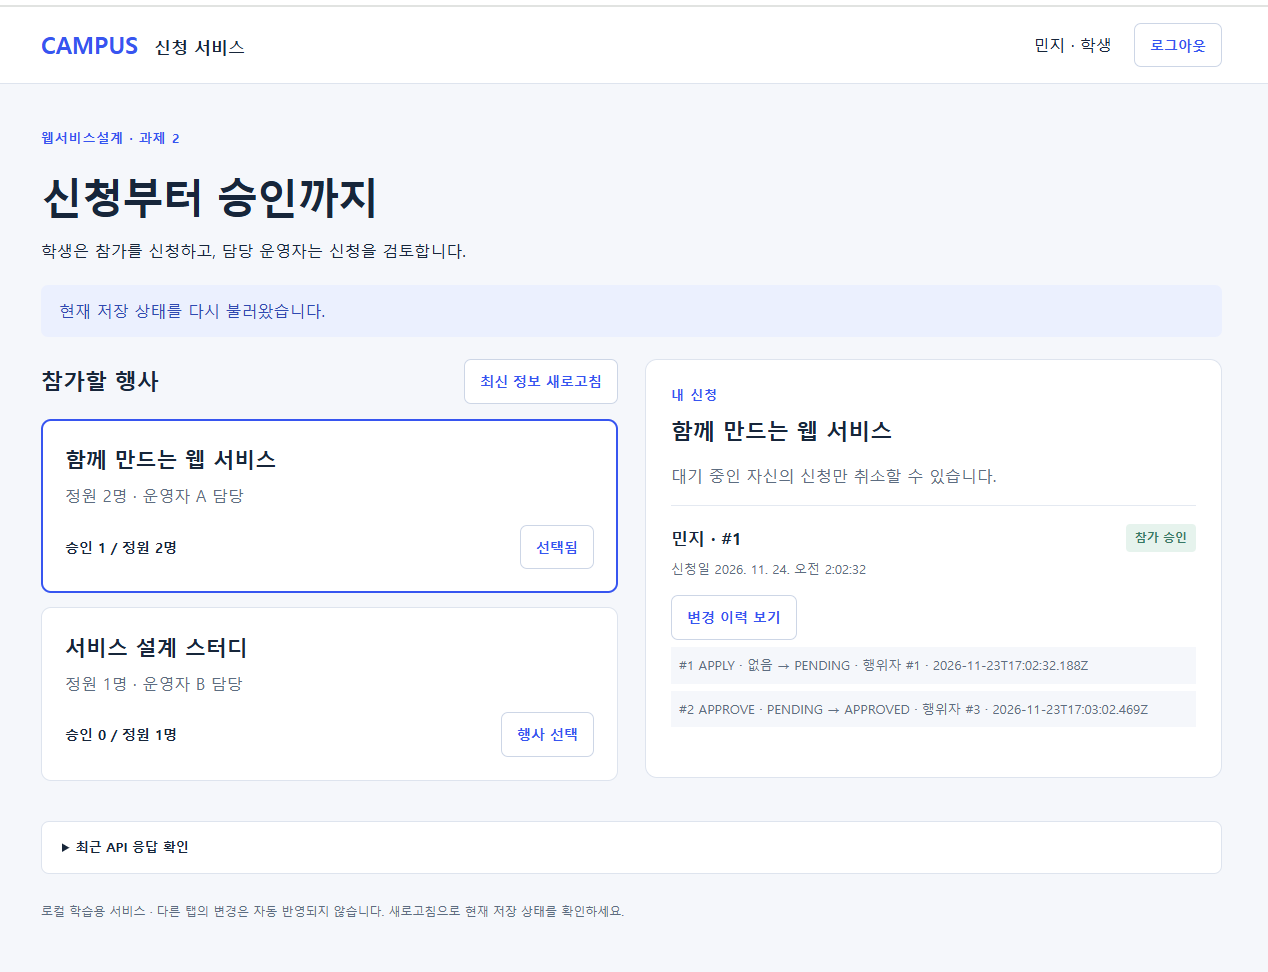 CAMPUS 신청 서비스
민지 · 학생
로그아웃
웹서비스설계 · 과제 2
신청부터 승인까지
학생은 참가를 신청하고, 담당 운영자는 신청을 검토합니다.
현재 저장 상태를 다시 불러왔습니다.
참가할 행사
최신 정보 새로고침
함께 만드는 웹 서비스
정원 2명 · 운영자 A 담당
승인 1 / 정원 2명
선택됨
서비스 설계 스터디
정원 1명 · 운영자 B 담당
승인 0 / 정원 1명
행사 선택
내 신청
함께 만드는 웹 서비스
대기 중인 자신의 신청만 취소할 수 있습니다.
민지 · #1
참가 승인
신청일 2026. 11. 24. 오전 2:02:32
변경 이력 보기
#1 APPLY · 없음 → PENDING · 행위자 #1 · 2026-11-23T17:02:32.188Z
#2 APPROVE · PENDING → APPROVED · 행위자 #3 · 2026-11-23T17:03:02.469Z
▶ 최근 API 응답 확인
로컬 학습용 서비스 · 다른 탭의 변경은 자동 반영되지 않습니다. 새로고침으로 현재 저장 상태를 확인하세요.